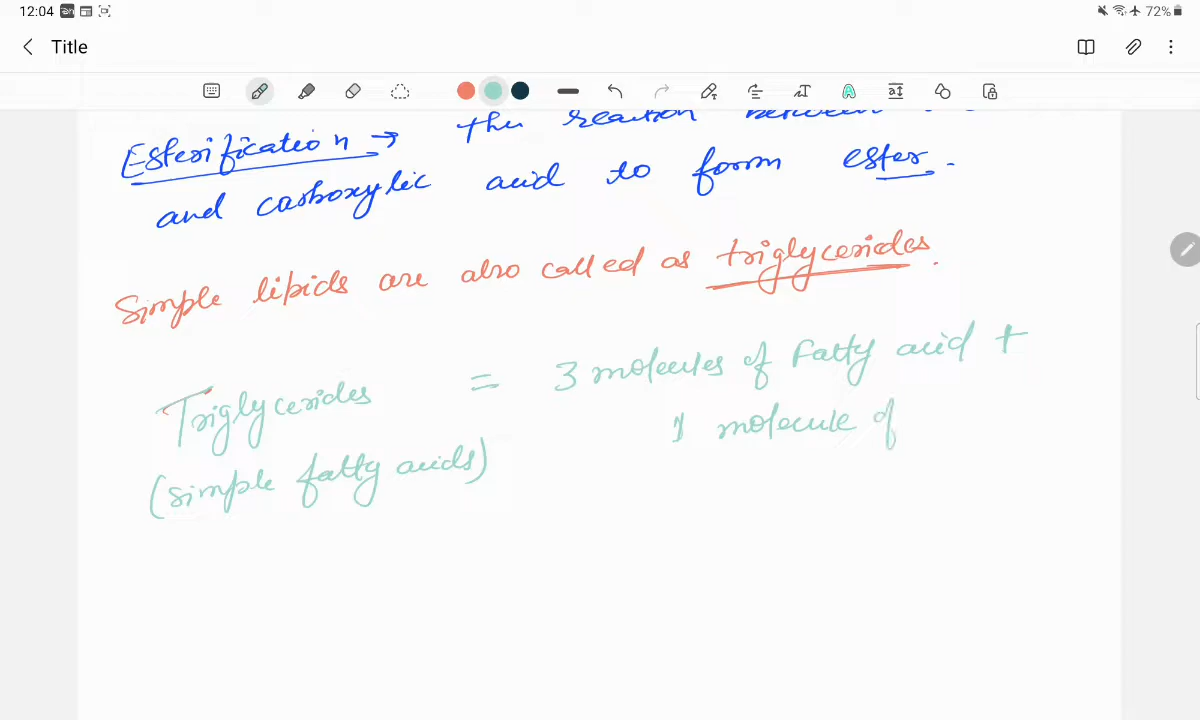 12:04
72%
Title
Esterification → The reaction between
and carboxylic acid to form ester.
Simple lipids are also called as triglycerides.
Triglycerides = 3 molecules of Fatty acid +
1 molecule of
(simple fatty acids)